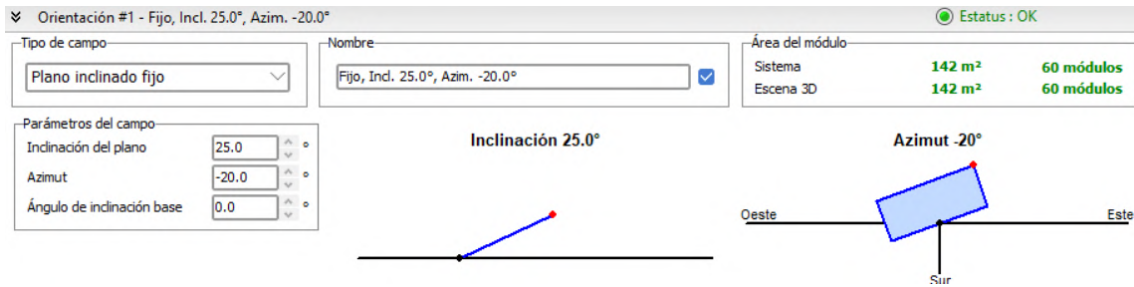 Orientación #1 - Fijo, Incl. 25.0°, Azim. -20.0°
Estatus : OK
Tipo de campo
Plano inclinado fijo
Nombre
Fijo, Incl. 25.0°, Azim. -20.0°
Área del módulo
Sistema 142 m² 60 módulos
Escena 3D 142 m² 60 módulos
Parámetros del campo
Inclinación del plano 25.0 °
Azimut -20.0 °
Ángulo de inclinación base 0.0 °
Inclinación 25.0°
Azimut -20°
Oeste
Este
Sur